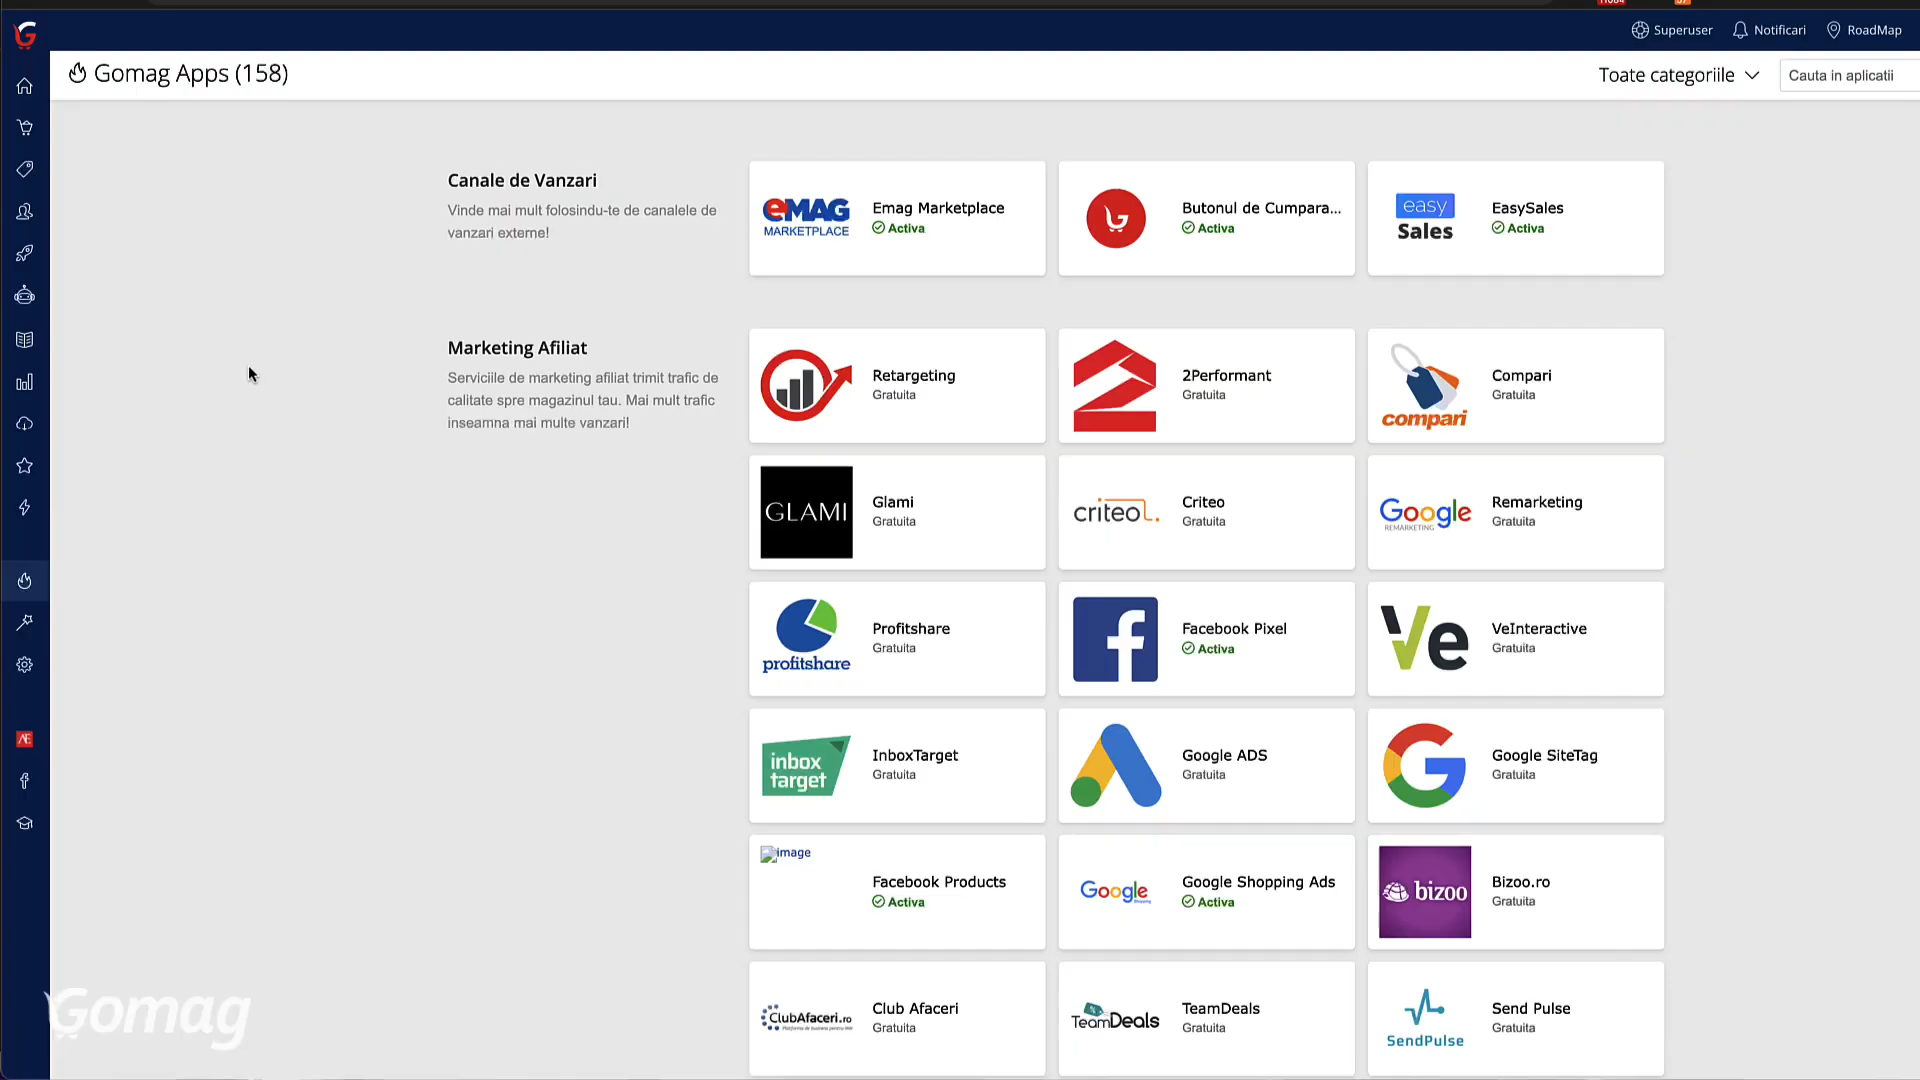 Superuser
Notificari
RoadMap
Gomag Apps (158)
Toate categoriile
Cauta in aplicatii
Canale de Vanzari
Vinde mai mult folosindu-te de canalele de
vanzari externe!
eMAG
MARKETPLACE
Emag Marketplace
Activa
Butonul de Cumpara...
Activa
easy
Sales
EasySales
Activa
Marketing Afiliat
Serviciile de marketing afiliat trimit trafic de
calitate spre magazinul tau. Mai mult trafic
inseamna mai multe vanzari!
Retargeting
Gratuita
2Performant
Gratuita
compari
Compari
Gratuita
GLAMI
Glami
Gratuita
criteo
Criteo
Gratuita
Google
REMARKETING
Remarketing
Gratuita
profitshare
Profitshare
Gratuita
Facebook Pixel
Activa
Ve
VeInteractive
Gratuita
inbox
target
InboxTarget
Gratuita
Google ADS
Gratuita
Google SiteTag
Gratuita
image
Facebook Products
Activa
Google
Shopping
Google Shopping Ads
Activa
bizoo
Bizoo.ro
Gratuita
ClubAfaceri.ro
Club Afaceri
Gratuita
TeamDeals
TeamDeals
Gratuita
SendPulse
Send Pulse
Gratuita
Gomag